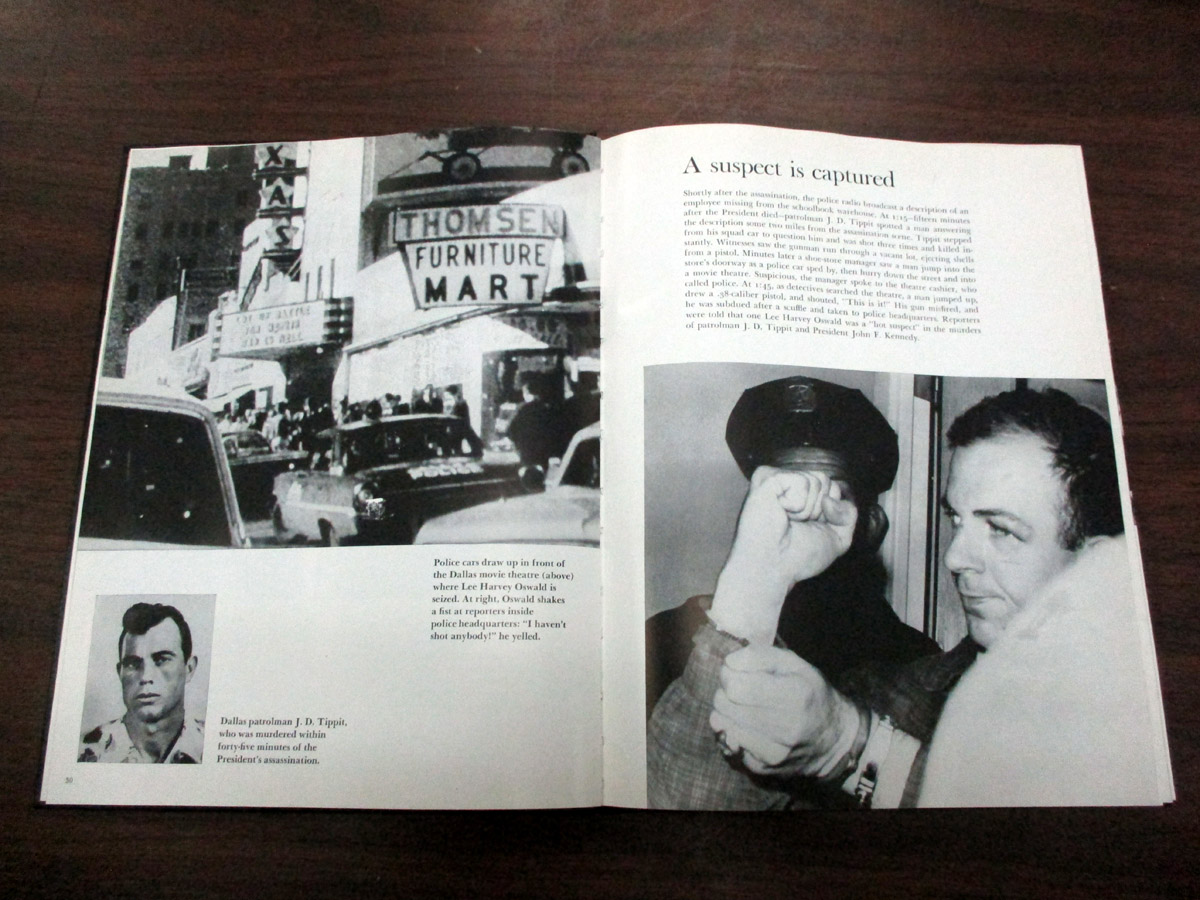 XAS
THOMSEN
FURNITURE
MART
CRY OF BATTLE
VAN HEFLIN
WAR IS HELL
POLICE
Police cars draw up in front of
the Dallas movie theatre (above)
where Lee Harvey Oswald is
seized. At right, Oswald shakes
a fist at reporters inside
police headquarters: “I haven’t
shot anybody!” he yelled.
Dallas patrolman J. D. Tippit,
who was murdered within
forty-five minutes of the
President’s assassination.
50
A suspect is captured
Shortly after the assassination, the police radio broadcast a description of an
employee missing from the schoolbook warehouse. At 1:15—fifteen minutes
after the President died—patrolman J. D. Tippit spotted a man answering
the description some two miles from the assassination scene. Tippit stepped
from his squad car to question him and was shot three times and killed in-
stantly. Witnesses saw the gunman run through a vacant lot, ejecting shells
from a pistol. Minutes later a shoe-store manager saw a man jump into the
store’s doorway as a police car sped by, then hurry down the street and into
a movie theatre. Suspicious, the manager spoke to the theatre cashier, who
called police. At 1:45, as detectives searched the theatre, a man jumped up,
drew a .38-caliber pistol, and shouted, “This is it!” His gun misfired, and
he was subdued after a scuffle and taken to police headquarters. Reporters
were told that one Lee Harvey Oswald was a “hot suspect” in the murders
of patrolman J. D. Tippit and President John F. Kennedy.